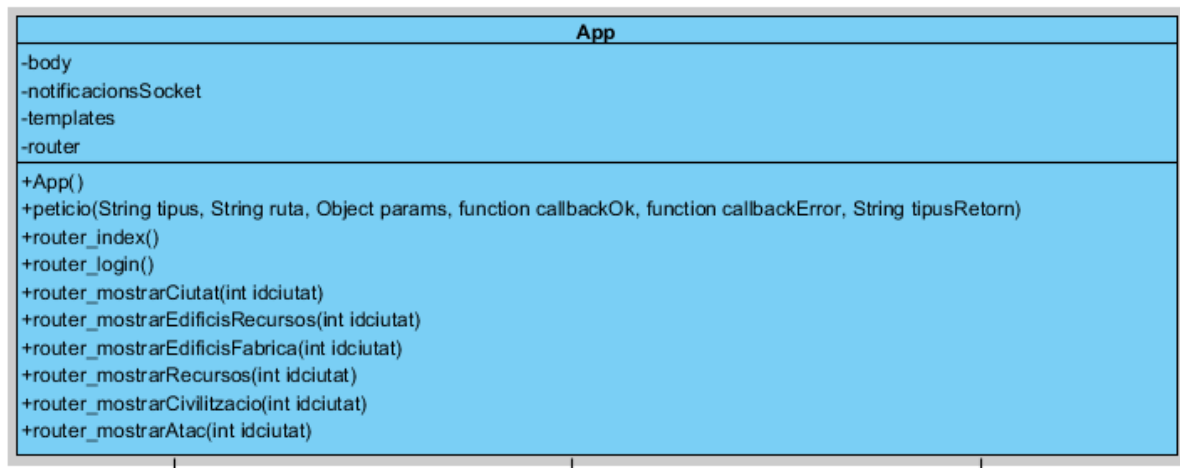 App
-body
-notificacionsSocket
-templates
-router
+App()
+peticio(String tipus, String ruta, Object params, function callbackOk, function callbackError, String tipusRetorn)
+router_index()
+router_login()
+router_mostrarCiutat(int idciutat)
+router_mostrarEdificisRecursos(int idciutat)
+router_mostrarEdificisFabrica(int idciutat)
+router_mostrarRecursos(int idciutat)
+router_mostrarCivilitzacio(int idciutat)
+router_mostrarAtac(int idciutat)